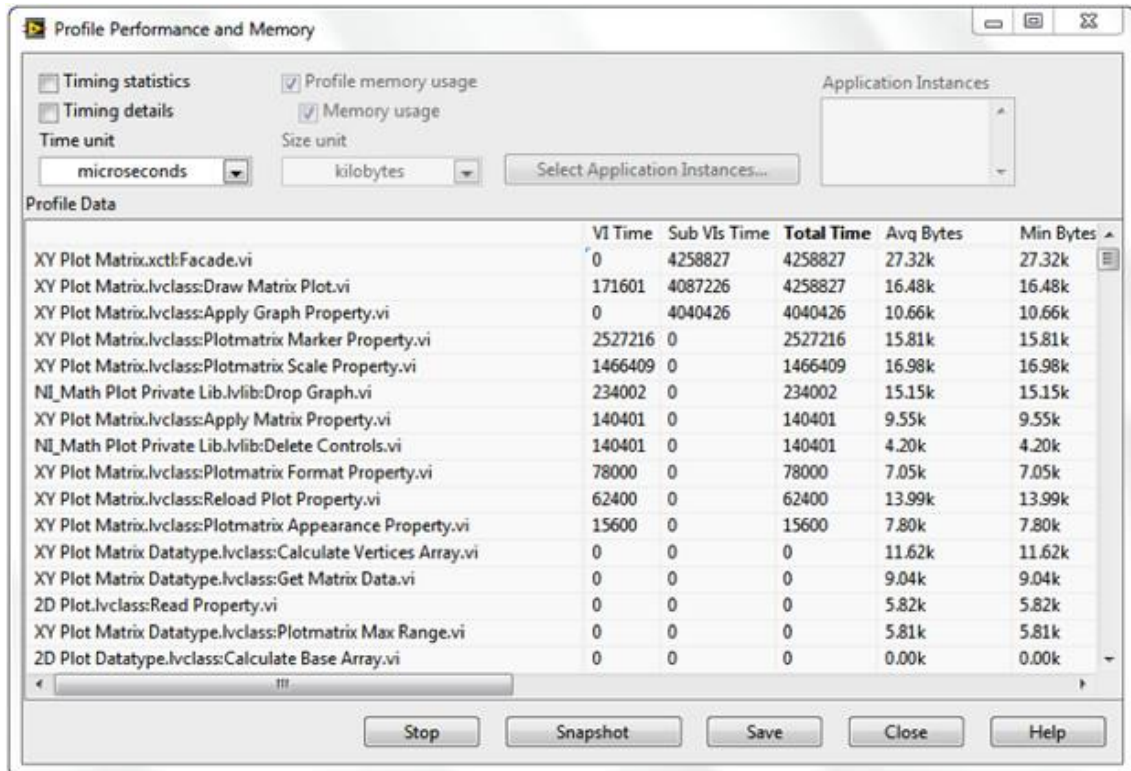 Profile Performance and Memory
Timing statistics Profile memory usage Application Instances
Timing details Memory usage
Time unit Size unit
microseconds kilobytes Select Application Instances...
Profile Data
VI Time Sub VIs Time Total Time Avg Bytes Min Bytes
XY Plot Matrix.xctl:Facade.vi 0 4258827 4258827 27.32k 27.32k
XY Plot Matrix.lvclass:Draw Matrix Plot.vi 171601 4087226 4258827 16.48k 16.48k
XY Plot Matrix.lvclass:Apply Graph Property.vi 0 4040426 4040426 10.66k 10.66k
XY Plot Matrix.lvclass:Plotmatrix Marker Property.vi 2527216 0 2527216 15.81k 15.81k
XY Plot Matrix.lvclass:Plotmatrix Scale Property.vi 1466409 0 1466409 16.98k 16.98k
NI_Math Plot Private Lib.lvlib:Drop Graph.vi 234002 0 234002 15.15k 15.15k
XY Plot Matrix.lvclass:Apply Matrix Property.vi 140401 0 140401 9.55k 9.55k
NI_Math Plot Private Lib.lvlib:Delete Controls.vi 140401 0 140401 4.20k 4.20k
XY Plot Matrix.lvclass:Plotmatrix Format Property.vi 78000 0 78000 7.05k 7.05k
XY Plot Matrix.lvclass:Reload Plot Property.vi 62400 0 62400 13.99k 13.99k
XY Plot Matrix.lvclass:Plotmatrix Appearance Property.vi 15600 0 15600 7.80k 7.80k
XY Plot Matrix Datatype.lvclass:Calculate Vertices Array.vi 0 0 0 11.62k 11.62k
XY Plot Matrix Datatype.lvclass:Get Matrix Data.vi 0 0 0 9.04k 9.04k
2D Plot.lvclass:Read Property.vi 0 0 0 5.82k 5.82k
XY Plot Matrix Datatype.lvclass:Plotmatrix Max Range.vi 0 0 0 5.81k 5.81k
2D Plot Datatype.lvclass:Calculate Base Array.vi 0 0 0 0.00k 0.00k
Stop Snapshot Save Close Help